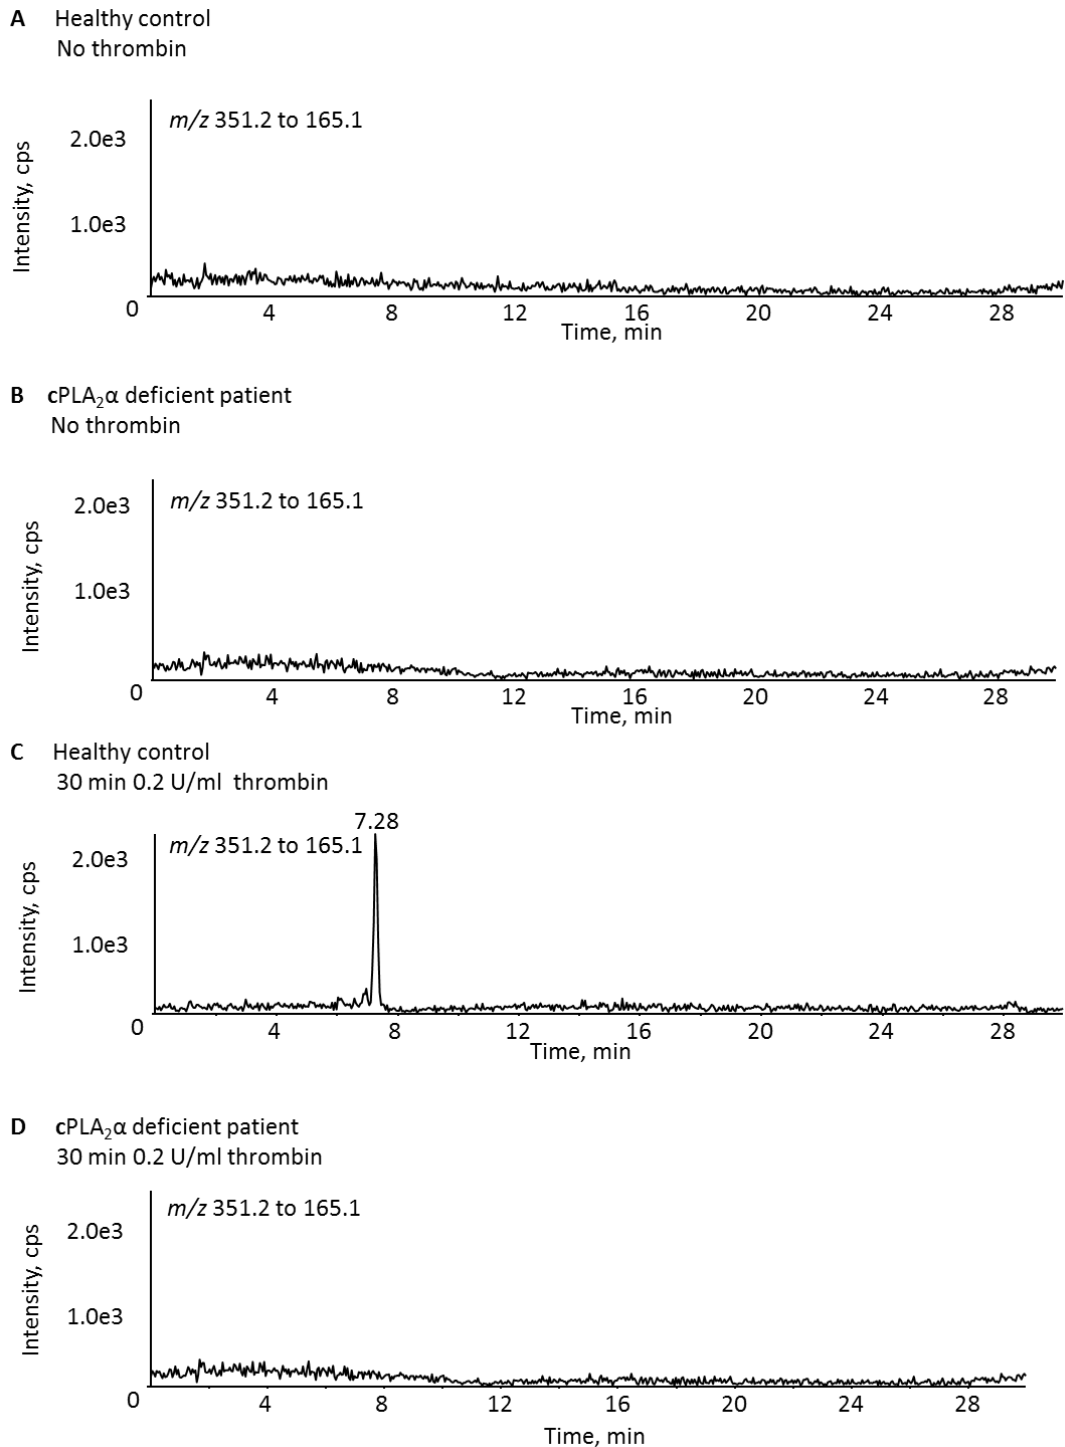 A Healthy control
No thrombin
m/z 351.2 to 165.1
2.0e3
1.0e3
Intensity, cps
0 4 8 12 16 20 24 28
Time, min
B cPLA₂α deficient patient
No thrombin
m/z 351.2 to 165.1
2.0e3
1.0e3
Intensity, cps
0 4 8 12 16 20 24 28
Time, min
C Healthy control
30 min 0.2 U/ml thrombin
7.28
m/z 351.2 to 165.1
2.0e3
1.0e3
Intensity, cps
0 4 8 12 16 20 24 28
Time, min
D cPLA₂α deficient patient
30 min 0.2 U/ml thrombin
m/z 351.2 to 165.1
2.0e3
1.0e3
Intensity, cps
0 4 8 12 16 20 24 28
Time, min